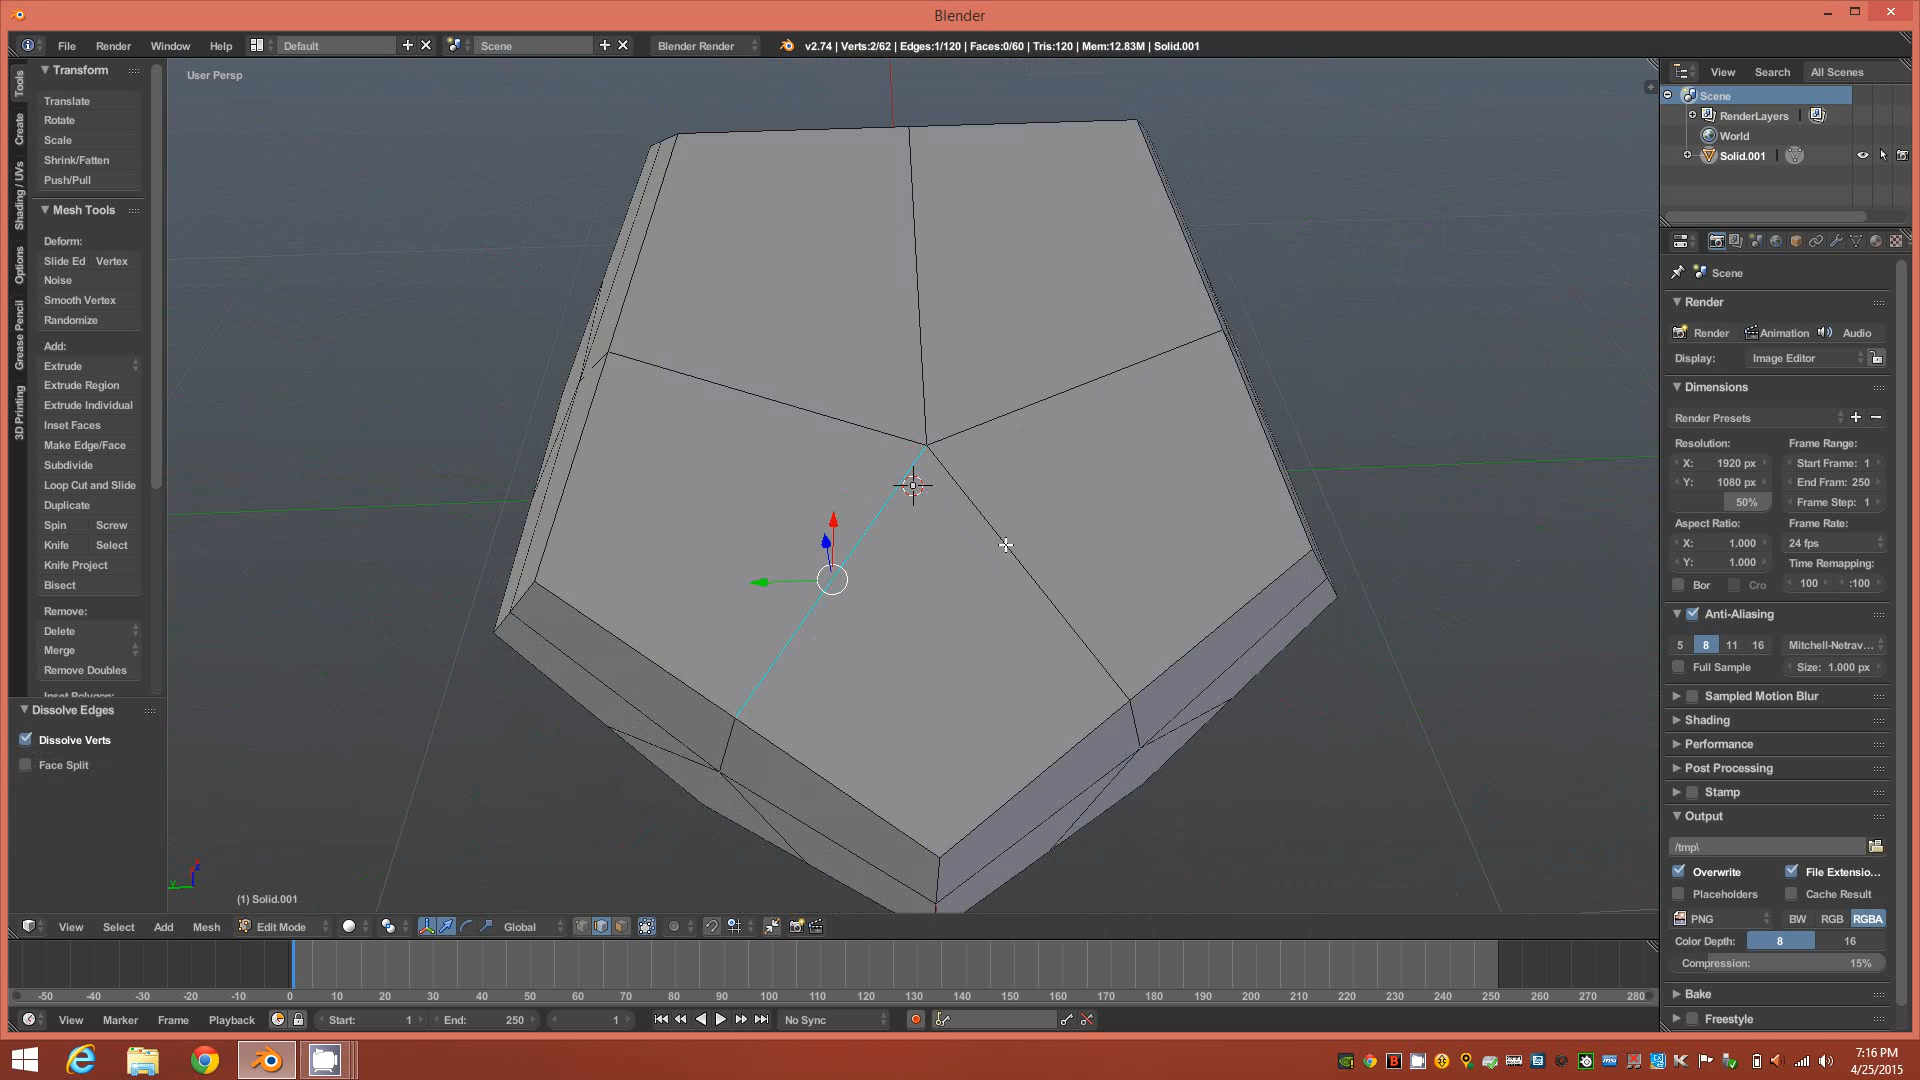 Blender
File Render Window Help Default Scene Blender Render v2.74 | Verts:2/62 | Edges:1/120 | Faces:0/60 | Tris:120 | Mem:12.83M | Solid.001
Tools
Create
Shading / UVs
Options
Grease Pencil
3D Printing
Transform
Translate
Rotate
Scale
Shrink/Fatten
Push/Pull
Mesh Tools
Deform:
Slide Ed Vertex
Noise
Smooth Vertex
Randomize
Add:
Extrude
Extrude Region
Extrude Individual
Inset Faces
Make Edge/Face
Subdivide
Loop Cut and Slide
Duplicate
Spin Screw
Knife Select
Knife Project
Bisect
Remove:
Delete
Merge
Remove Doubles
Inset Polygon:
Dissolve Edges
Dissolve Verts
Face Split
User Persp
(1) Solid.001
View Select Add Mesh Edit Mode Global
View Search All Scenes
Scene
RenderLayers
World
Solid.001
Scene
Render
Render Animation Audio
Display: Image Editor
Dimensions
Render Presets
Resolution: Frame Range:
X: 1920 px Start Frame: 1
Y: 1080 px End Fram: 250
50% Frame Step: 1
Aspect Ratio: Frame Rate:
X: 1.000 24 fps
Y: 1.000 Time Remapping:
Bor Cro 100 :100
Anti-Aliasing
5 8 11 16 Mitchell-Netrav...
Full Sample Size: 1.000 px
Sampled Motion Blur
Shading
Performance
Post Processing
Stamp
Output
/tmp\
Overwrite File Extensio...
Placeholders Cache Result
PNG BW RGB RGBA
Color Depth: 8 16
Compression: 15%
Bake
Freestyle
-50 -40 -30 -20 -10 0 10 20 30 40 50 60 70 80 90 100 110 120 130 140 150 160 170 180 190 200 210 220 230 240 250 260 270 280
View Marker Frame Playback Start: 1 End: 250 1 No Sync
7:16 PM
4/25/2015